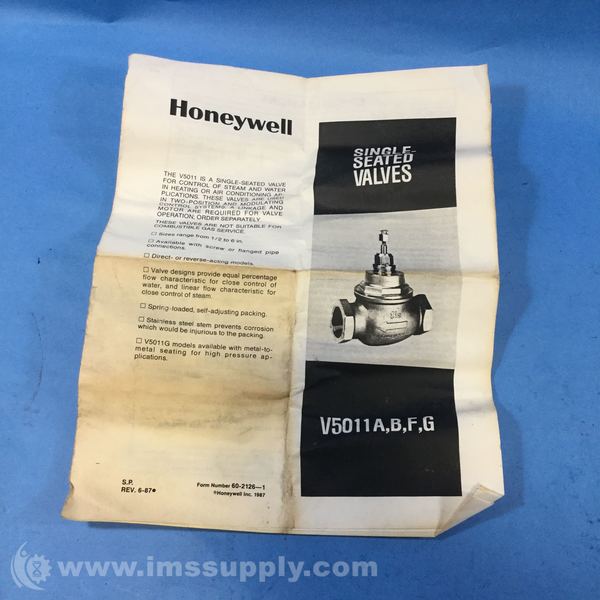 Honeywell
THE V5011 IS A SINGLE-SEATED VALVE
FOR CONTROL OF STEAM AND WATER
IN HEATING OR AIR CONDITIONING AP-
PLICATIONS. THESE VALVES ARE USED
IN TWO-POSITION AND MODULATING
CONTROL SYSTEMS. A LINKAGE AND
MOTOR ARE REQUIRED FOR VALVE
OPERATION; ORDER SEPARATELY.
THESE VALVES ARE NOT SUITABLE FOR
COMBUSTIBLE GAS SERVICE.
☐ Sizes range from 1/2 to 6 in.
☐ Available with screw or flanged pipe
connections.
☐ Direct- or reverse-acting models.
☐ Valve designs provide equal percentage
flow characteristic for close control of
water, and linear flow characteristic for
close control of steam.
☐ Spring-loaded, self-adjusting packing.
☐ Stainless steel stem prevents corrosion
which would be injurious to the packing.
☐ V5011G models available with metal-to-
metal seating for high pressure ap-
plications.
S.P.
REV. 6-87
Form Number 60-2126—1
©Honeywell Inc. 1987
SINGLE-
SEATED
VALVES
V5011A,B,F,G
www.imssupply.com